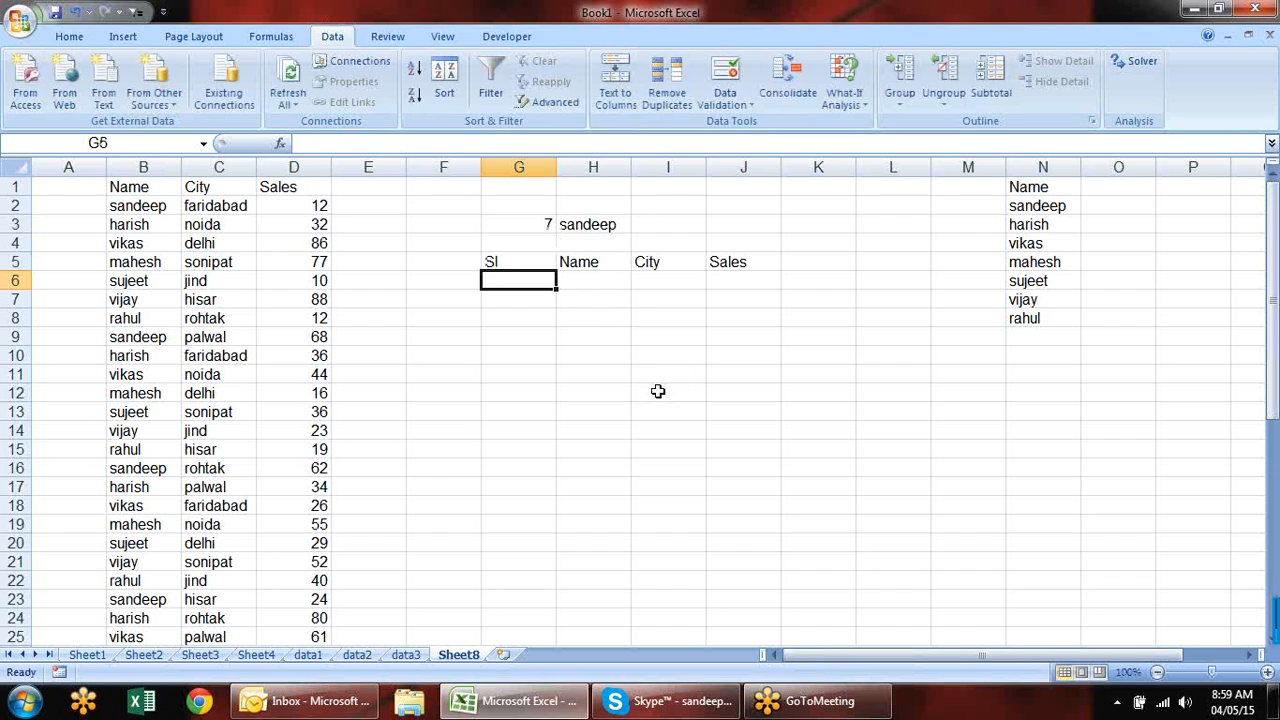 Book1 - Microsoft Excel
Home Insert Page Layout Formulas Data Review View Developer
From Access
From Web
From Text
From Other Sources
Existing Connections
Get External Data
Refresh All
Connections
Properties
Edit Links
Connections
Sort
Filter
Clear
Reapply
Advanced
Sort & Filter
Text to Columns
Remove Duplicates
Data Validation
Consolidate
What-If Analysis
Data Tools
Group
Ungroup
Subtotal
Show Detail
Hide Detail
Outline
Solver
Analysis
G6 fx
A B C D E F G H I J K L M N O P
1 Name City Sales Name
2 sandeep faridabad 12 sandeep
3 harish noida 32 7 sandeep harish
4 vikas delhi 86 vikas
5 mahesh sonipat 77 Sl Name City Sales mahesh
6 sujeet jind 10 sujeet
7 vijay hisar 88 vijay
8 rahul rohtak 12 rahul
9 sandeep palwal 68
10 harish faridabad 36
11 vikas noida 44
12 mahesh delhi 16
13 sujeet sonipat 36
14 vijay jind 23
15 rahul hisar 19
16 sandeep rohtak 62
17 harish palwal 34
18 vikas faridabad 26
19 mahesh noida 55
20 sujeet delhi 29
21 vijay sonipat 52
22 rahul jind 40
23 sandeep hisar 24
24 harish rohtak 80
25 vikas palwal 61
Sheet1 Sheet2 Sheet3 Sheet4 data1 data2 data3 Sheet8
Ready 100%
Inbox - Microsoft ... Microsoft Excel - ... Skype™ - sandeep... GoToMeeting 8:59 AM
04/05/15